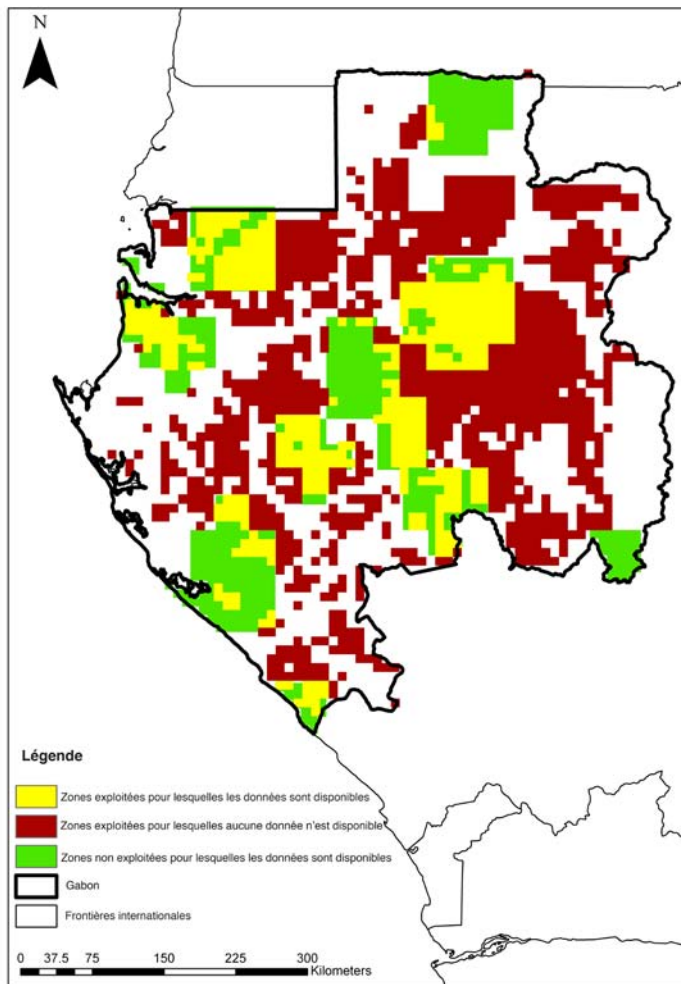 N
Légende
Zones exploitées pour lesquelles les données sont disponibles
Zones exploitées pour lesquelles aucune donnée n'est disponible
Zones non exploitées pour lesquelles les données sont disponibles
Gabon
Frontières internationales
0 37.5 75 150 225 300
Kilometers